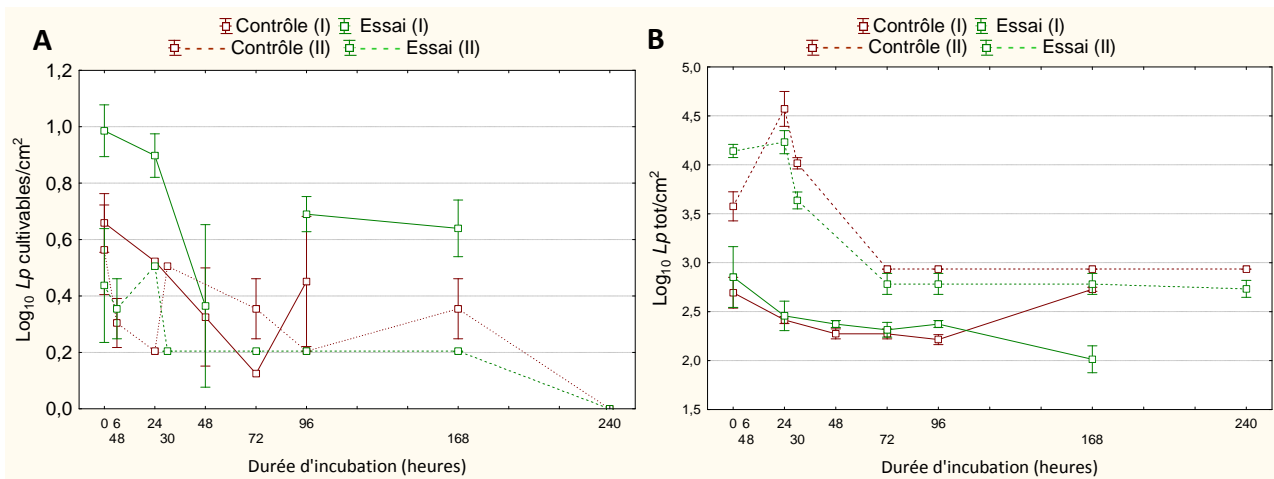 A
Contrôle (I) Essai (I)
Contrôle (II) Essai (II)
Log10 Lp cultivables/cm2
1,2
1,0
0,8
0,6
0,4
0,2
0,0
0 6 24 48 96 240
48 30 72 168
Durée d'incubation (heures)
B
Contrôle (I) Essai (I)
Contrôle (II) Essai (II)
Log10 Lp tot/cm2
5,0
4,5
4,0
3,5
3,0
2,5
2,0
1,5
0 6 24 48 72 96 240
48 30 168
Durée d'incubation (heures)